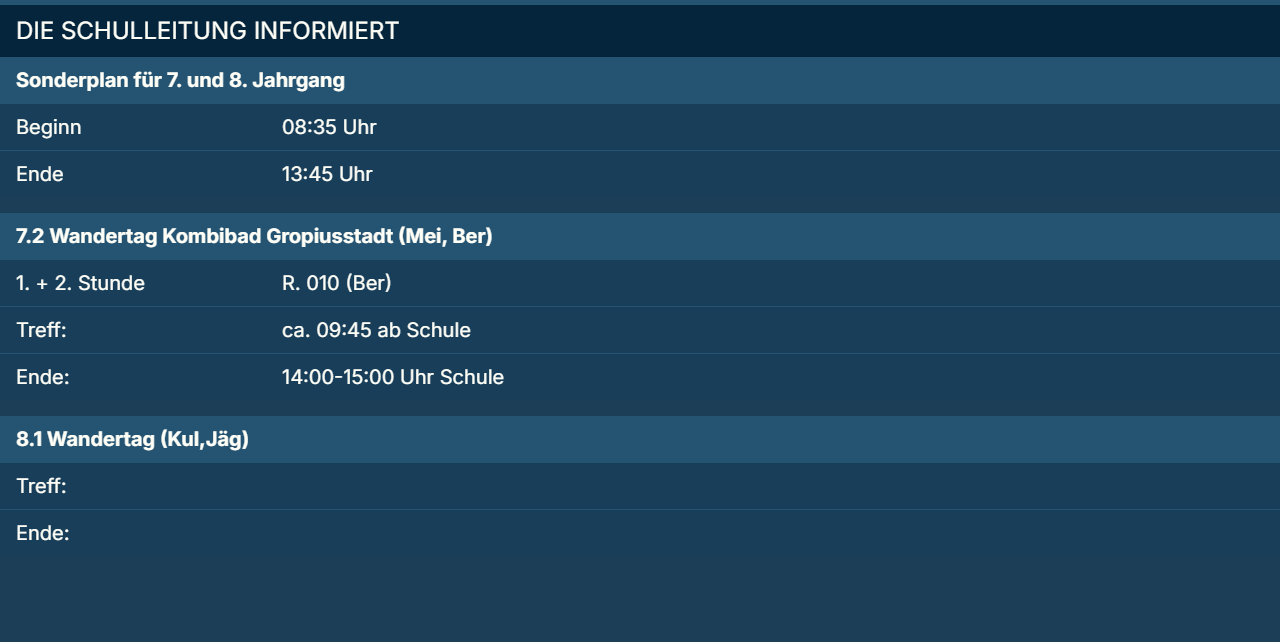 DIE SCHULLEITUNG INFORMIERT
Sonderplan für 7. und 8. Jahrgang
Beginn 08:35 Uhr
Ende 13:45 Uhr
7.2 Wandertag Kombibad Gropiusstadt (Mei, Ber)
1. + 2. Stunde R. 010 (Ber)
Treff: ca. 09:45 ab Schule
Ende: 14:00-15:00 Uhr Schule
8.1 Wandertag (Kul,Jäg)
Treff:
Ende: